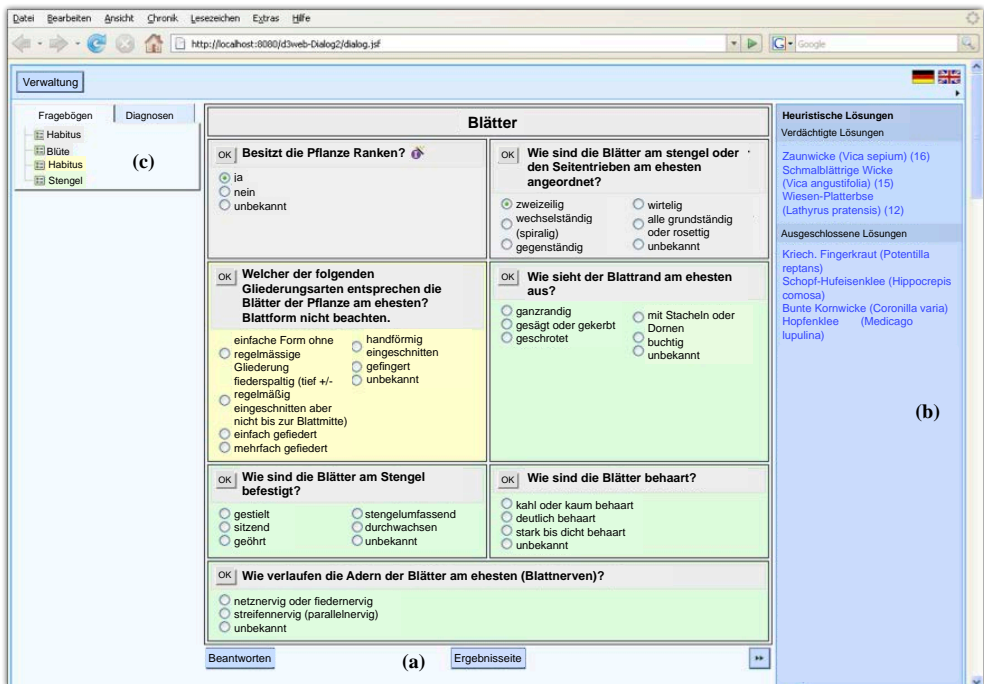 Datei Bearbeiten Ansicht Chronik Lesezeichen Extras Hilfe
http://localhost:8080/d3web-Dialog2/dialog.jsf
G Google
Verwaltung
Fragebögen Diagnosen
Habitus
Blüte
Habitus
Stengel
(c)
Blätter
OK Besitzt die Pflanze Ranken?
ia
nein
unbekannt
OK Wie sind die Blätter am stengel oder
den Seitentrieben am ehesten
angeordnet?
zweizeilig
wechselständig
(spiralig)
gegenständig
wirtelig
alle grundständig
oder rosettig
unbekannt
OK Welcher der folgenden
Gliederungsarten entsprechen die
Blätter der Pflanze am ehesten?
Blattform nicht beachten.
einfache Form ohne
regelmässige
Gliederung
fiederspaltig (tief +/-
regelmäßig
eingeschnitten aber
nicht bis zur Blattmitte)
einfach gefiedert
mehrfach gefiedert
handförmig
eingeschnitten
gefingert
unbekannt
OK Wie sieht der Blattrand am ehesten
aus?
ganzrandig
gesägt oder gekerbt
geschrotet
mit Stacheln oder
Dornen
buchtig
unbekannt
OK Wie sind die Blätter am Stengel
befestigt?
gestielt
sitzend
geöhrt
stengelumfassend
durchwachsen
unbekannt
OK Wie sind die Blätter behaart?
kahl oder kaum behaart
deutlich behaart
stark bis dicht behaart
unbekannt
OK Wie verlaufen die Adern der Blätter am ehesten (Blattnerven)?
netznervig oder fiedernervig
streifennervig (parallelnervig)
unbekannt
Beantworten (a) Ergebnisseite
Heuristische Lösungen
Verdächtigte Lösungen
Zaunwicke (Vica sepium) (16)
Schmalblättrige Wicke
(Vica angustifolia) (15)
Wiesen-Platterbse
(Lathyrus pratensis) (12)
Ausgeschlossene Lösungen
Kriech. Fingerkraut (Potentilla
reptans)
Schopf-Hufeisenklee (Hippocrepis
comosa)
Bunte Kornwicke (Coronilla varia)
Hopfenklee (Medicago
lupulina)
(b)